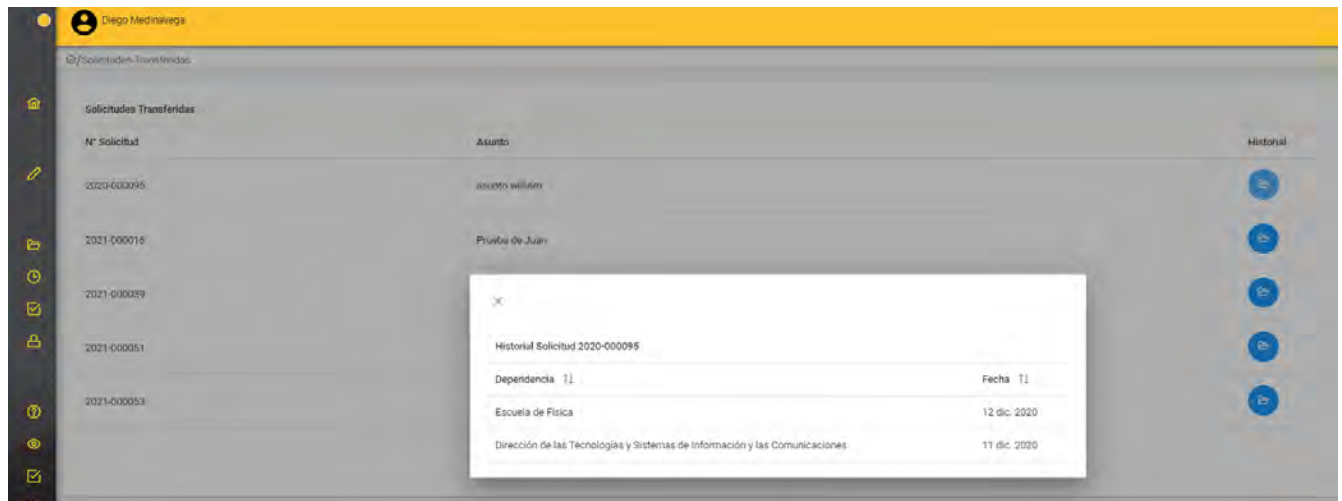 Diego Medinavega
/Solicitudes-Transferidas
Solicitudes Transferidas
N° Solicitud Asunto Historial
2020-000095 asunto william
2021-000016 Prueba de Juan
2021-000039
2021-000051
2021-000053
Historial Solicitud 2020-000095
Dependencia Fecha
Escuela de Física 12 dic. 2020
Dirección de las Tecnologías y Sistemas de Información y las Comunicaciones 11 dic. 2020